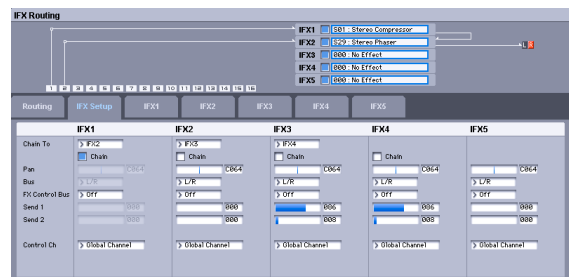 IFX Routing
IFX1 S01 : Stereo Compressor
IFX2 S29 : Stereo Phaser
IFX3 000 : No Effect
IFX4 000 : No Effect
IFX5 000 : No Effect
L R
1 2 3 4 5 6 7 8 9 10 11 12 13 14 15 16
Routing IFX Setup IFX1 IFX2 IFX3 IFX4 IFX5
IFX1 IFX2 IFX3 IFX4 IFX5
Chain To IFX2 IFX3 IFX4
Chain Chain Chain Chain
Pan C064 C064 C064 C064 C064
Bus L/R L/R L/R L/R L/R
FX Control Bus Off Off Off Off Off
Send 1 000 000 086 086 000
Send 2 000 000 008 008 000
Control Ch Global Channel Global Channel Global Channel Global Channel Global Channel